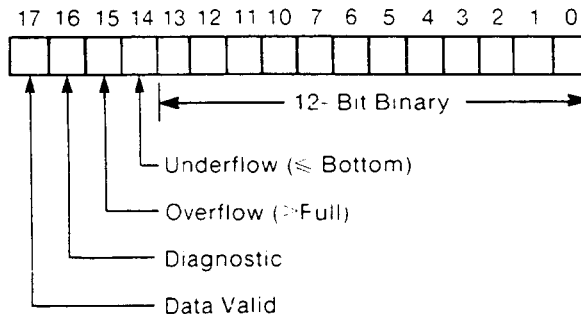 17 16 15 14 13 12 11 10 7 6 5 4 3 2 1 0
12- Bit Binary
Underflow (≤ Bottom)
Overflow (>Full)
Diagnostic
Data Valid